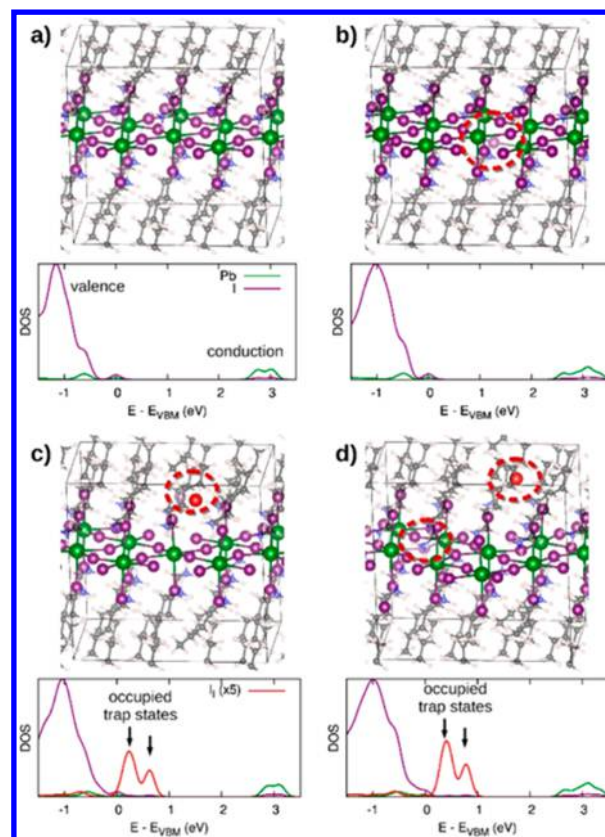 a)
b)
DOS
valence
Pb
I
conduction
-1 0 1 2 3
E - E_VBM (eV)
DOS
-1 0 1 2 3
E - E_VBM (eV)
c)
d)
DOS
occupied
trap states
I_I (x5)
-1 0 1 2 3
E - E_VBM (eV)
DOS
occupied
trap states
-1 0 1 2 3
E - E_VBM (eV)